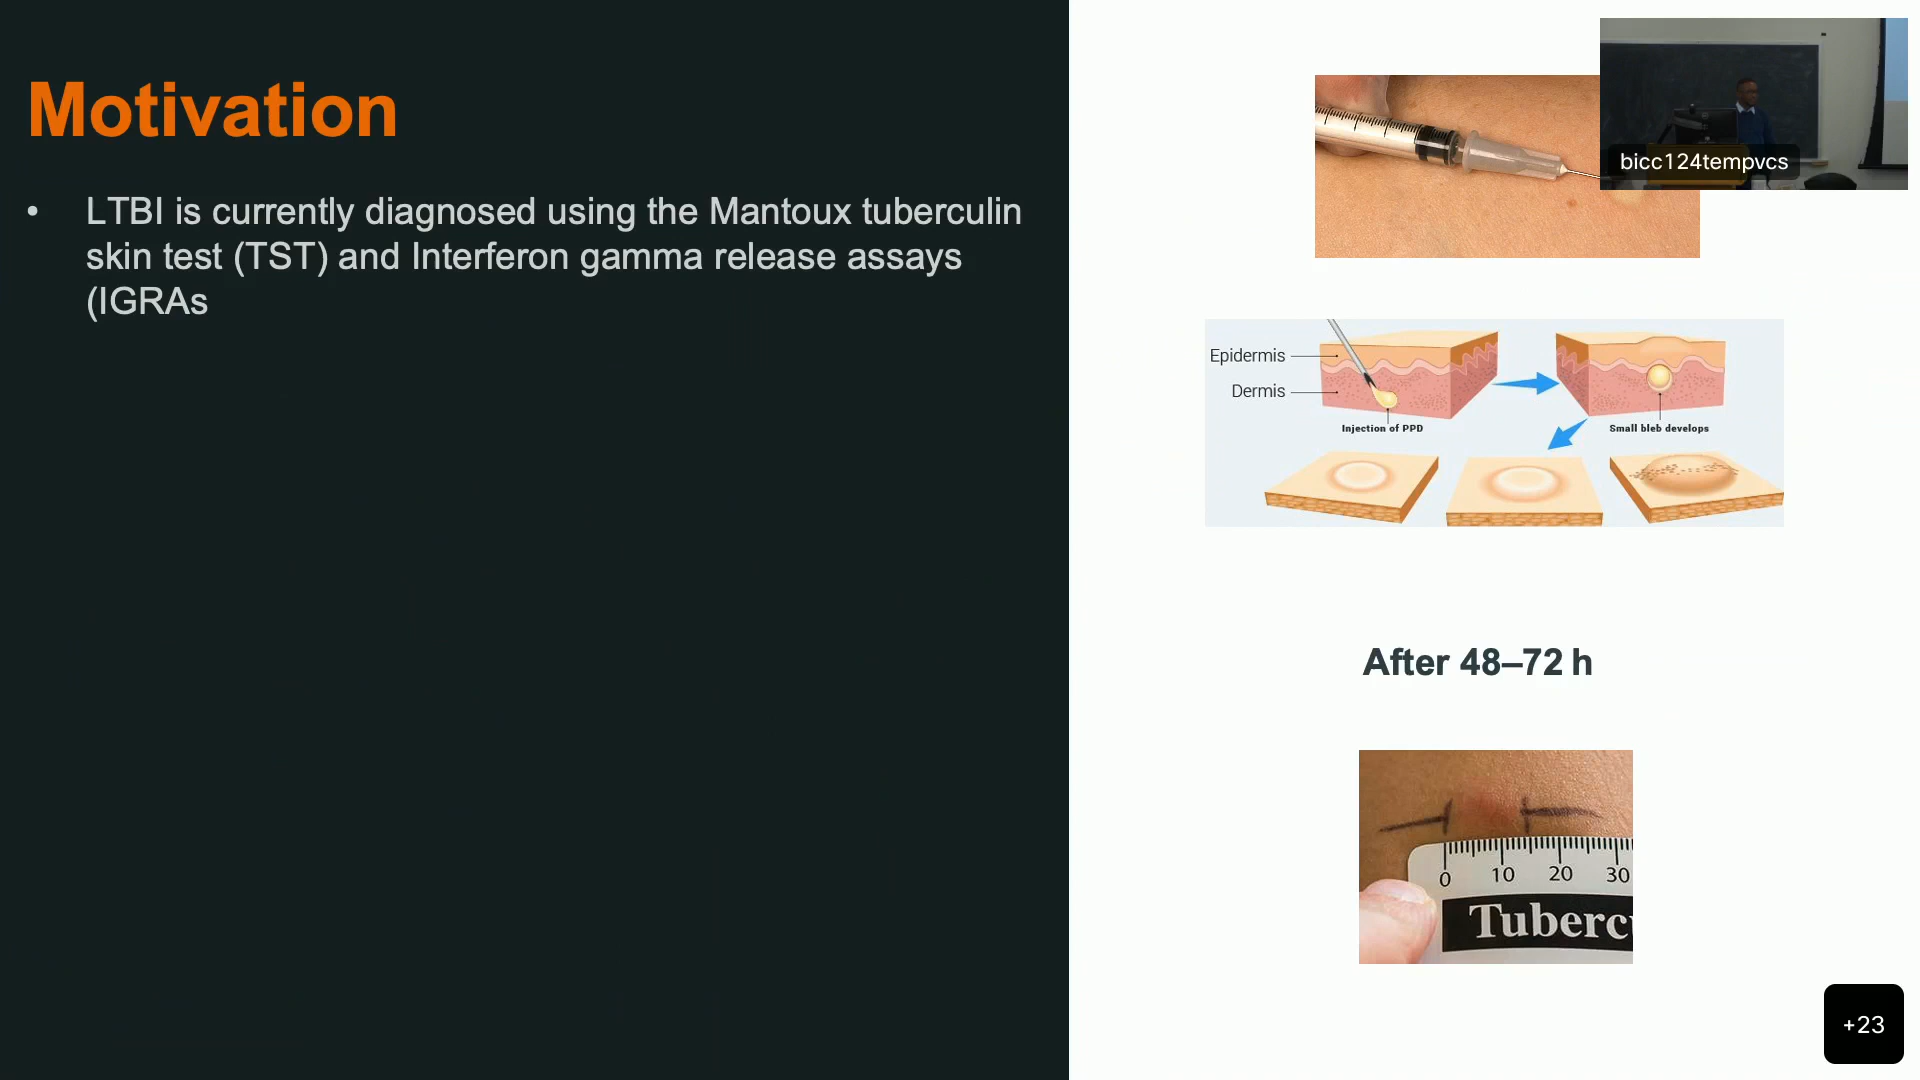 Motivation
• LTBI is currently diagnosed using the Mantoux tuberculin
skin test (TST) and Interferon gamma release assays
(IGRAs
bicc124tempvcs
Epidermis
Dermis
Injection of PPD
Small bleb develops
After 48–72 h
0 10 20 30
Tuberc
+23